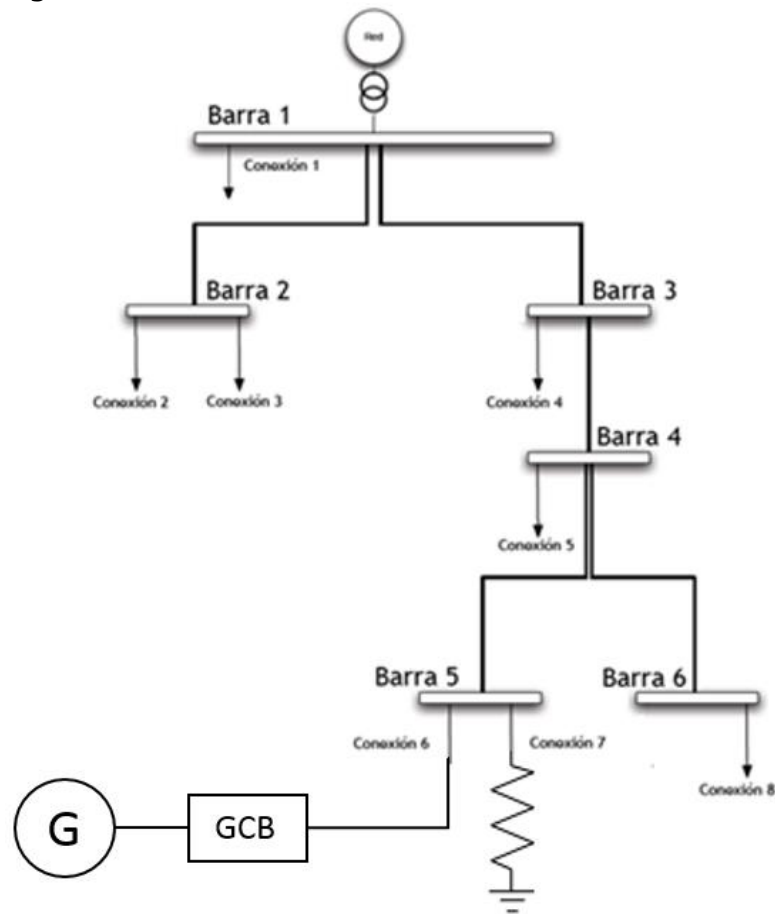 Red
Barra 1
Conexión 1
Barra 2
Barra 3
Conexión 2
Conexión 3
Conexión 4
Barra 4
Conexión 5
Barra 5
Barra 6
Conexión 6
Conexión 7
Conexión 8
G
GCB